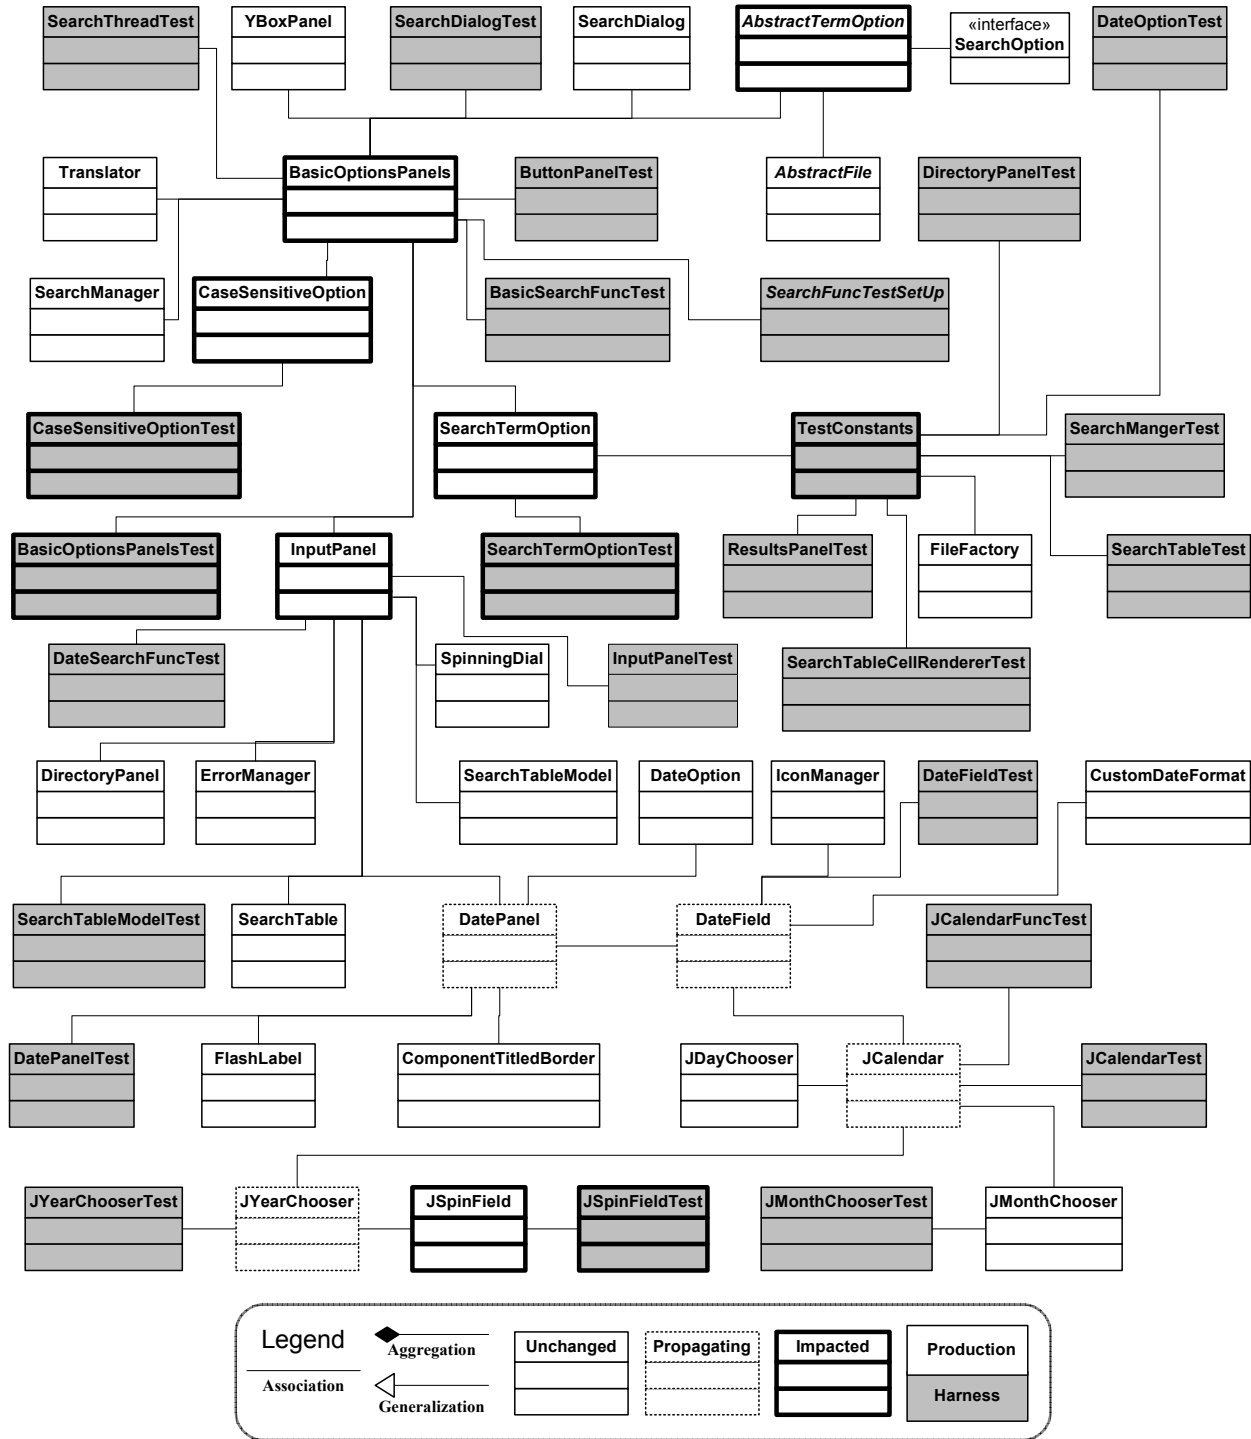 SearchThreadTest
YBoxPanel
SearchDialogTest
SearchDialog
AbstractTermOption
«interface»
SearchOption
DateOptionTest
Translator
BasicOptionsPanels
ButtonPanelTest
AbstractFile
DirectoryPanelTest
SearchManager
CaseSensitiveOption
BasicSearchFuncTest
SearchFuncTestSetUp
CaseSensitiveOptionTest
SearchTermOption
TestConstants
SearchMangerTest
BasicOptionsPanelsTest
InputPanel
SearchTermOptionTest
ResultsPanelTest
FileFactory
SearchTableTest
DateSearchFuncTest
SpinningDial
InputPanelTest
SearchTableCellRendererTest
DirectoryPanel
ErrorManager
SearchTableModel
DateOption
IconManager
DateFieldTest
CustomDateFormat
SearchTableModelTest
SearchTable
DatePanel
DateField
JCalendarFuncTest
DatePanelTest
FlashLabel
ComponentTitledBorder
JDayChooser
JCalendar
JCalendarTest
JYearChooserTest
JYearChooser
JSpinField
JSpinFieldTest
JMonthChooserTest
JMonthChooser
Legend
Association
Aggregation
Generalization
Unchanged
Propagating
Impacted
Production
Harness